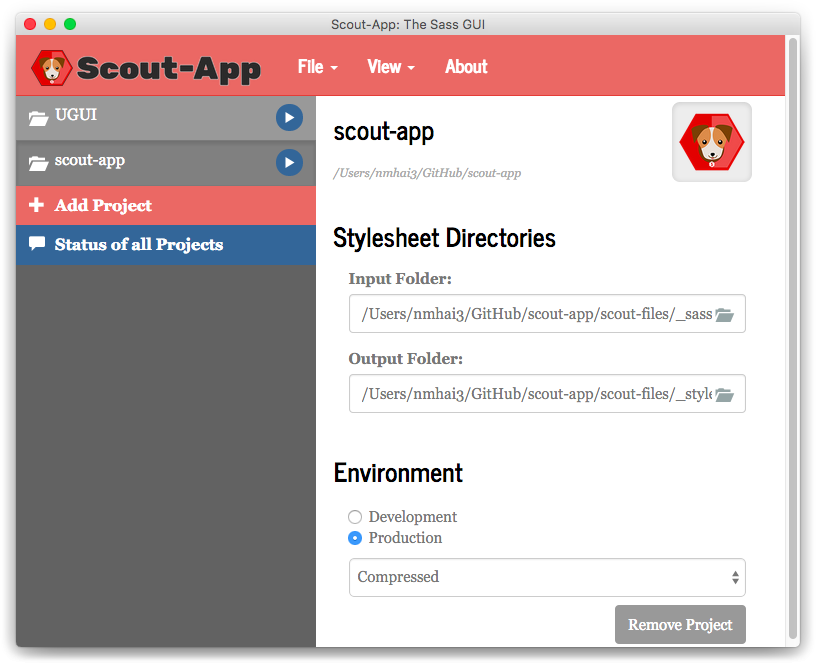 Scout-App: The Sass GUI
Scout-App File View About
UGUI
scout-app
Add Project
Status of all Projects
scout-app
/Users/nmhai3/GitHub/scout-app
Stylesheet Directories
Input Folder:
/Users/nmhai3/GitHub/scout-app/scout-files/_sass
Output Folder:
/Users/nmhai3/GitHub/scout-app/scout-files/_style
Environment
Development
Production
Compressed
Remove Project